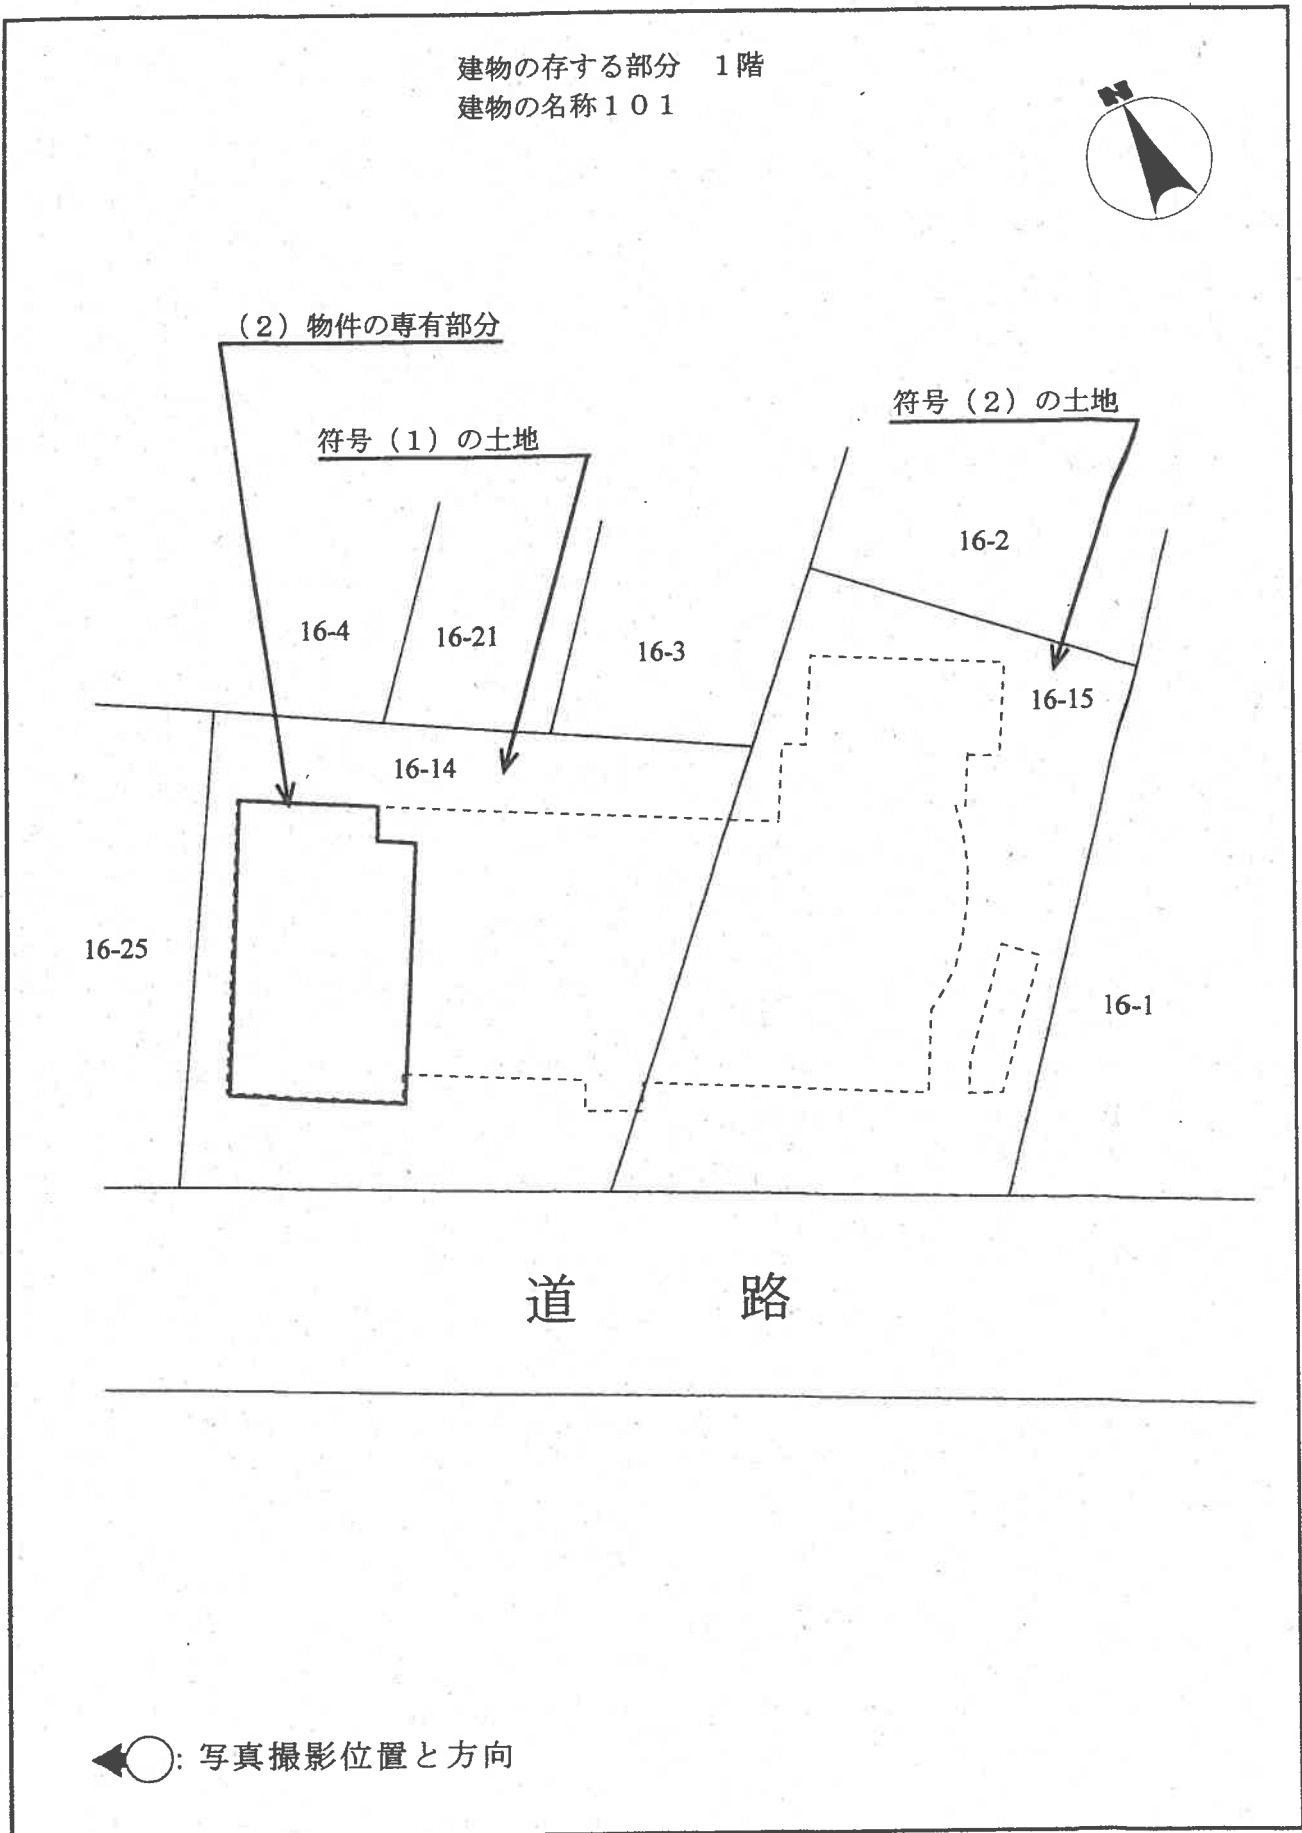 建物の存する部分　1階
建物の名称101
N
(2) 物件の専有部分
符号 (2) の土地
符号 (1) の土地
16-2
16-4
16-21
16-3
16-15
16-14
16-25
16-1
道　路
: 写真撮影位置と方向